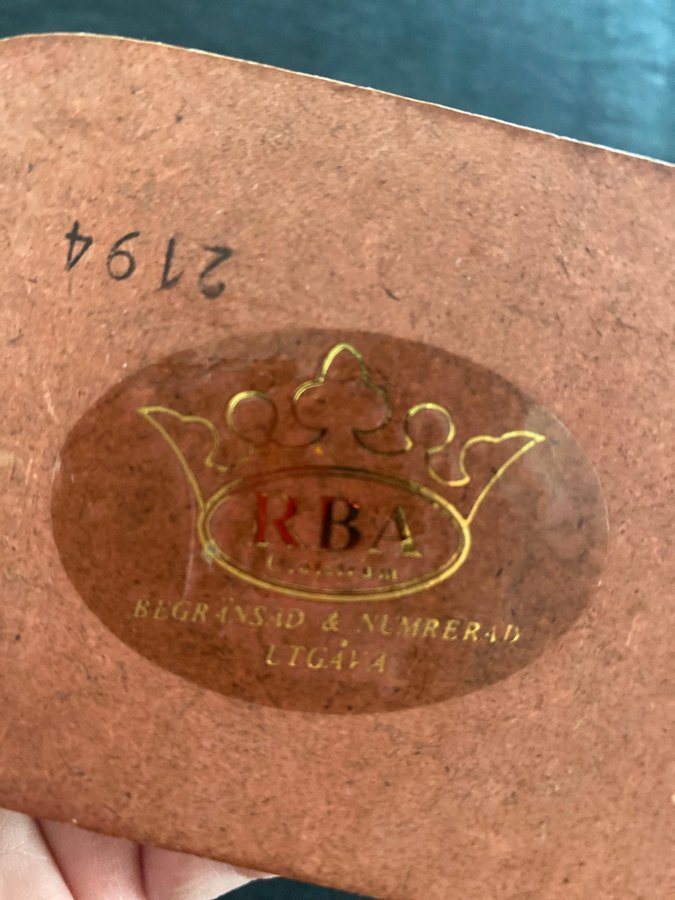 2194
RBA
BEGRÄNSAD & NUMRERAD
UTGÅVA